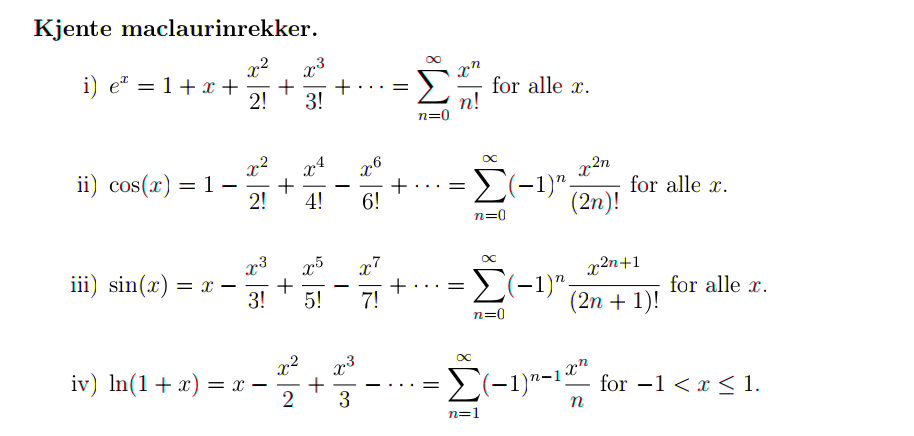 Kjente maclaurinrekker.
i) e^x = 1 + x + x^2/2! + x^3/3! + ··· = ∑_{n=0}^{∞} x^n/n! for alle x.
ii) cos(x) = 1 − x^2/2! + x^4/4! − x^6/6! + ··· = ∑_{n=0}^{∞} (−1)^n x^{2n}/(2n)! for alle x.
iii) sin(x) = x − x^3/3! + x^5/5! − x^7/7! + ··· = ∑_{n=0}^{∞} (−1)^n x^{2n+1}/(2n + 1)! for alle x.
iv) ln(1 + x) = x − x^2/2 + x^3/3 − ··· = ∑_{n=1}^{∞} (−1)^{n−1} x^n/n for −1 < x ≤ 1.